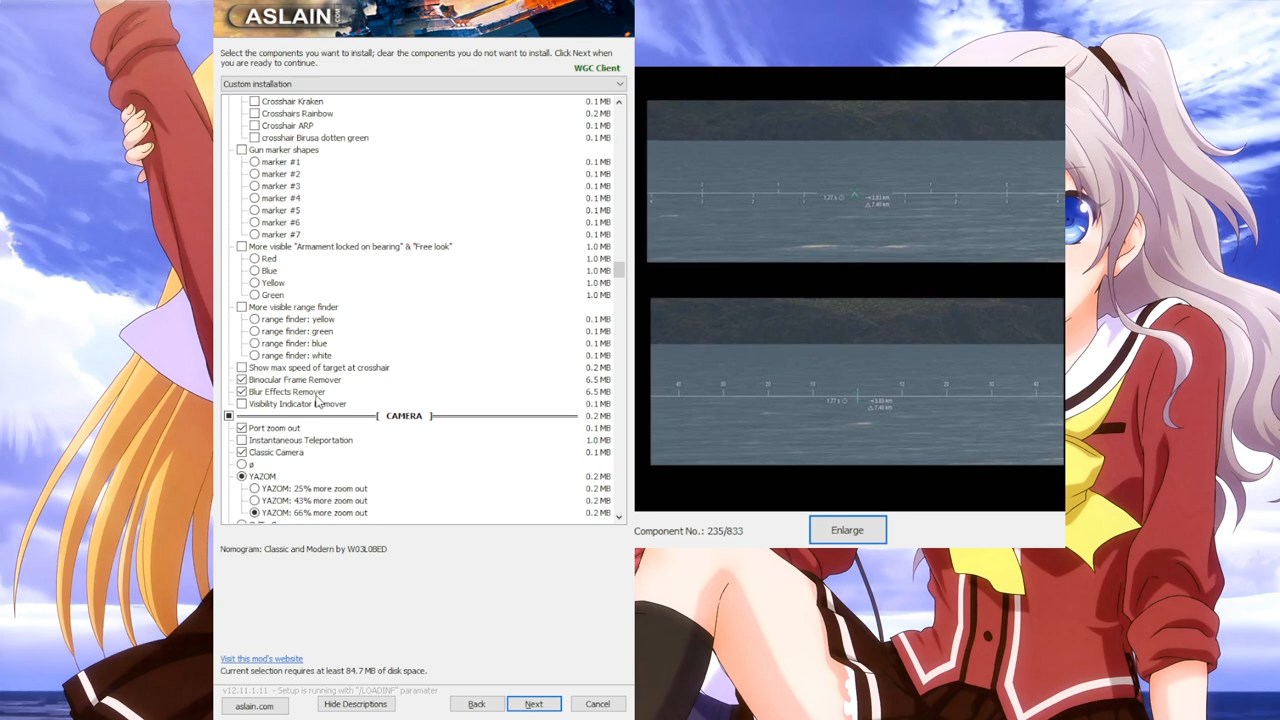 ASLAIN.COM
Select the components you want to install; clear the components you do not want to install. Click Next when
you are ready to continue.
WGC Client
Custom installation
Crosshair Kraken 0.1 MB
Crosshairs Rainbow 0.2 MB
Crosshair ARP 0.1 MB
crosshair Birusa dotten green 0.1 MB
Gun marker shapes
marker #1 0.1 MB
marker #2 0.1 MB
marker #3 0.1 MB
marker #4 0.1 MB
marker #5 0.1 MB
marker #6 0.1 MB
marker #7 0.1 MB
More visible "Armament locked on bearing" & "Free look" 1.0 MB
Red 1.0 MB
Blue 1.0 MB
Yellow 1.0 MB
Green 1.0 MB
More visible range finder
range finder: yellow 0.1 MB
range finder: green 0.1 MB
range finder: blue 0.1 MB
range finder: white 0.1 MB
Show max speed of target at crosshair 0.2 MB
Binocular Frame Remover 6.5 MB
Blur Effects Remover 6.5 MB
Visibility Indicator Remover 0.1 MB
[ CAMERA ] 0.2 MB
Port zoom out 0.1 MB
Instantaneous Teleportation 1.0 MB
Classic Camera 0.1 MB
ø
YAZOM 0.2 MB
YAZOM: 25% more zoom out 0.2 MB
YAZOM: 43% more zoom out 0.2 MB
YAZOM: 66% more zoom out 0.2 MB
Component No.: 235/833
Enlarge
Nomogram: Classic and Modern by W03L0BED
Visit this mod's website
Current selection requires at least 84.7 MB of disk space.
v12.11.1.11 - Setup is running with "/LOADINF" paramater
aslain.com
Hide Descriptions
Back
Next
Cancel